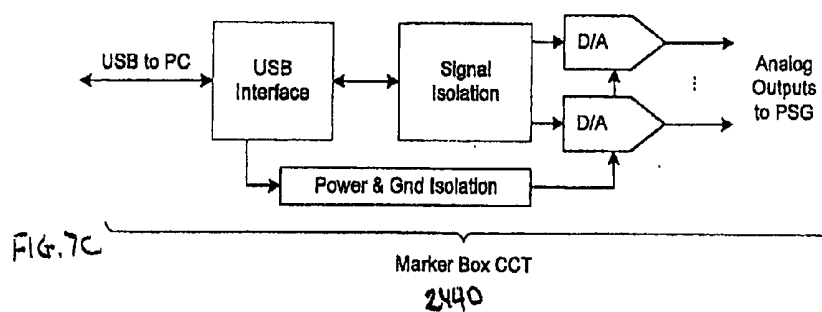 USB to PC
USB
Interface
Signal
Isolation
D/A
D/A
Analog
Outputs
to PSG
Power & Gnd Isolation
FIG. 7C
Marker Box CCT
2440